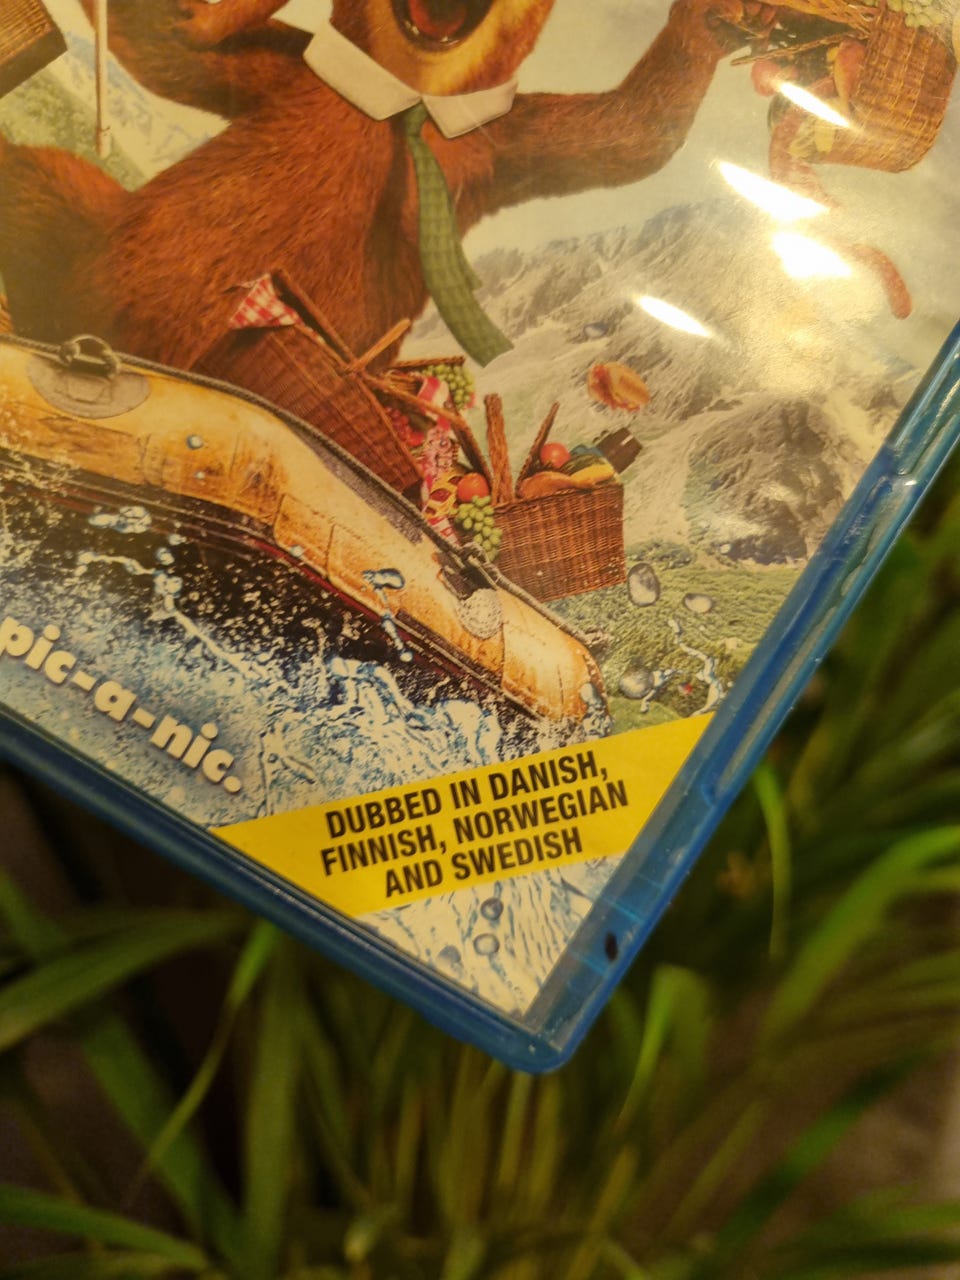 pic-a-nic.
DUBBED IN DANISH,
FINNISH, NORWEGIAN
AND SWEDISH